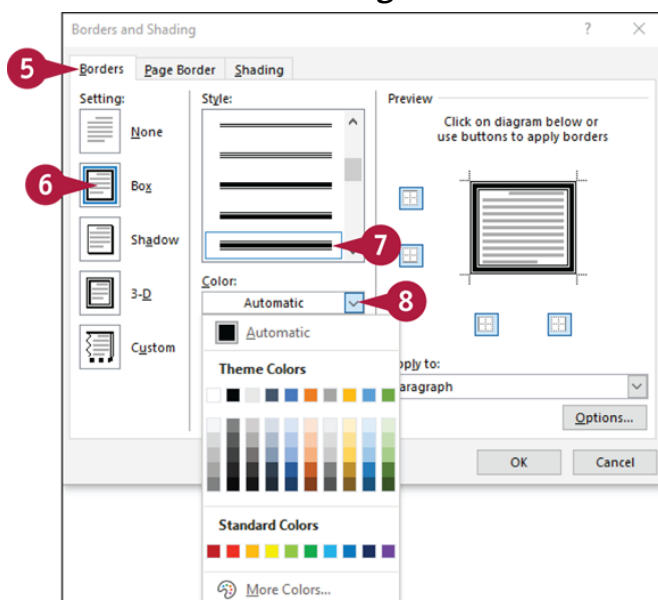 Borders and Shading ? ×
5
Borders Page Border Shading
Setting:
None
6
Box
Shadow
3-D
Custom
Style:
7
Color:
Automatic
8
Automatic
Theme Colors
Standard Colors
More Colors...
Preview
Click on diagram below or
use buttons to apply borders
pply to:
aragraph
Options...
OK Cancel